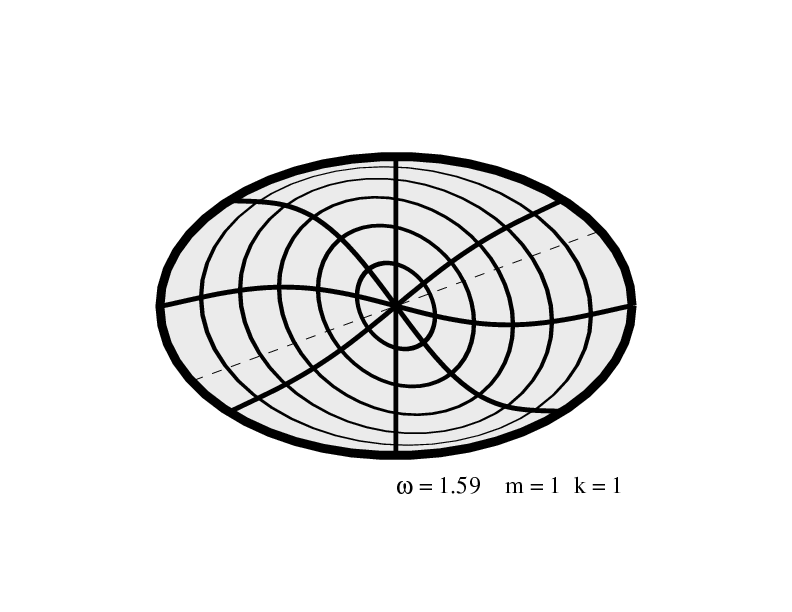 ω = 1.59 m = 1 k = 1